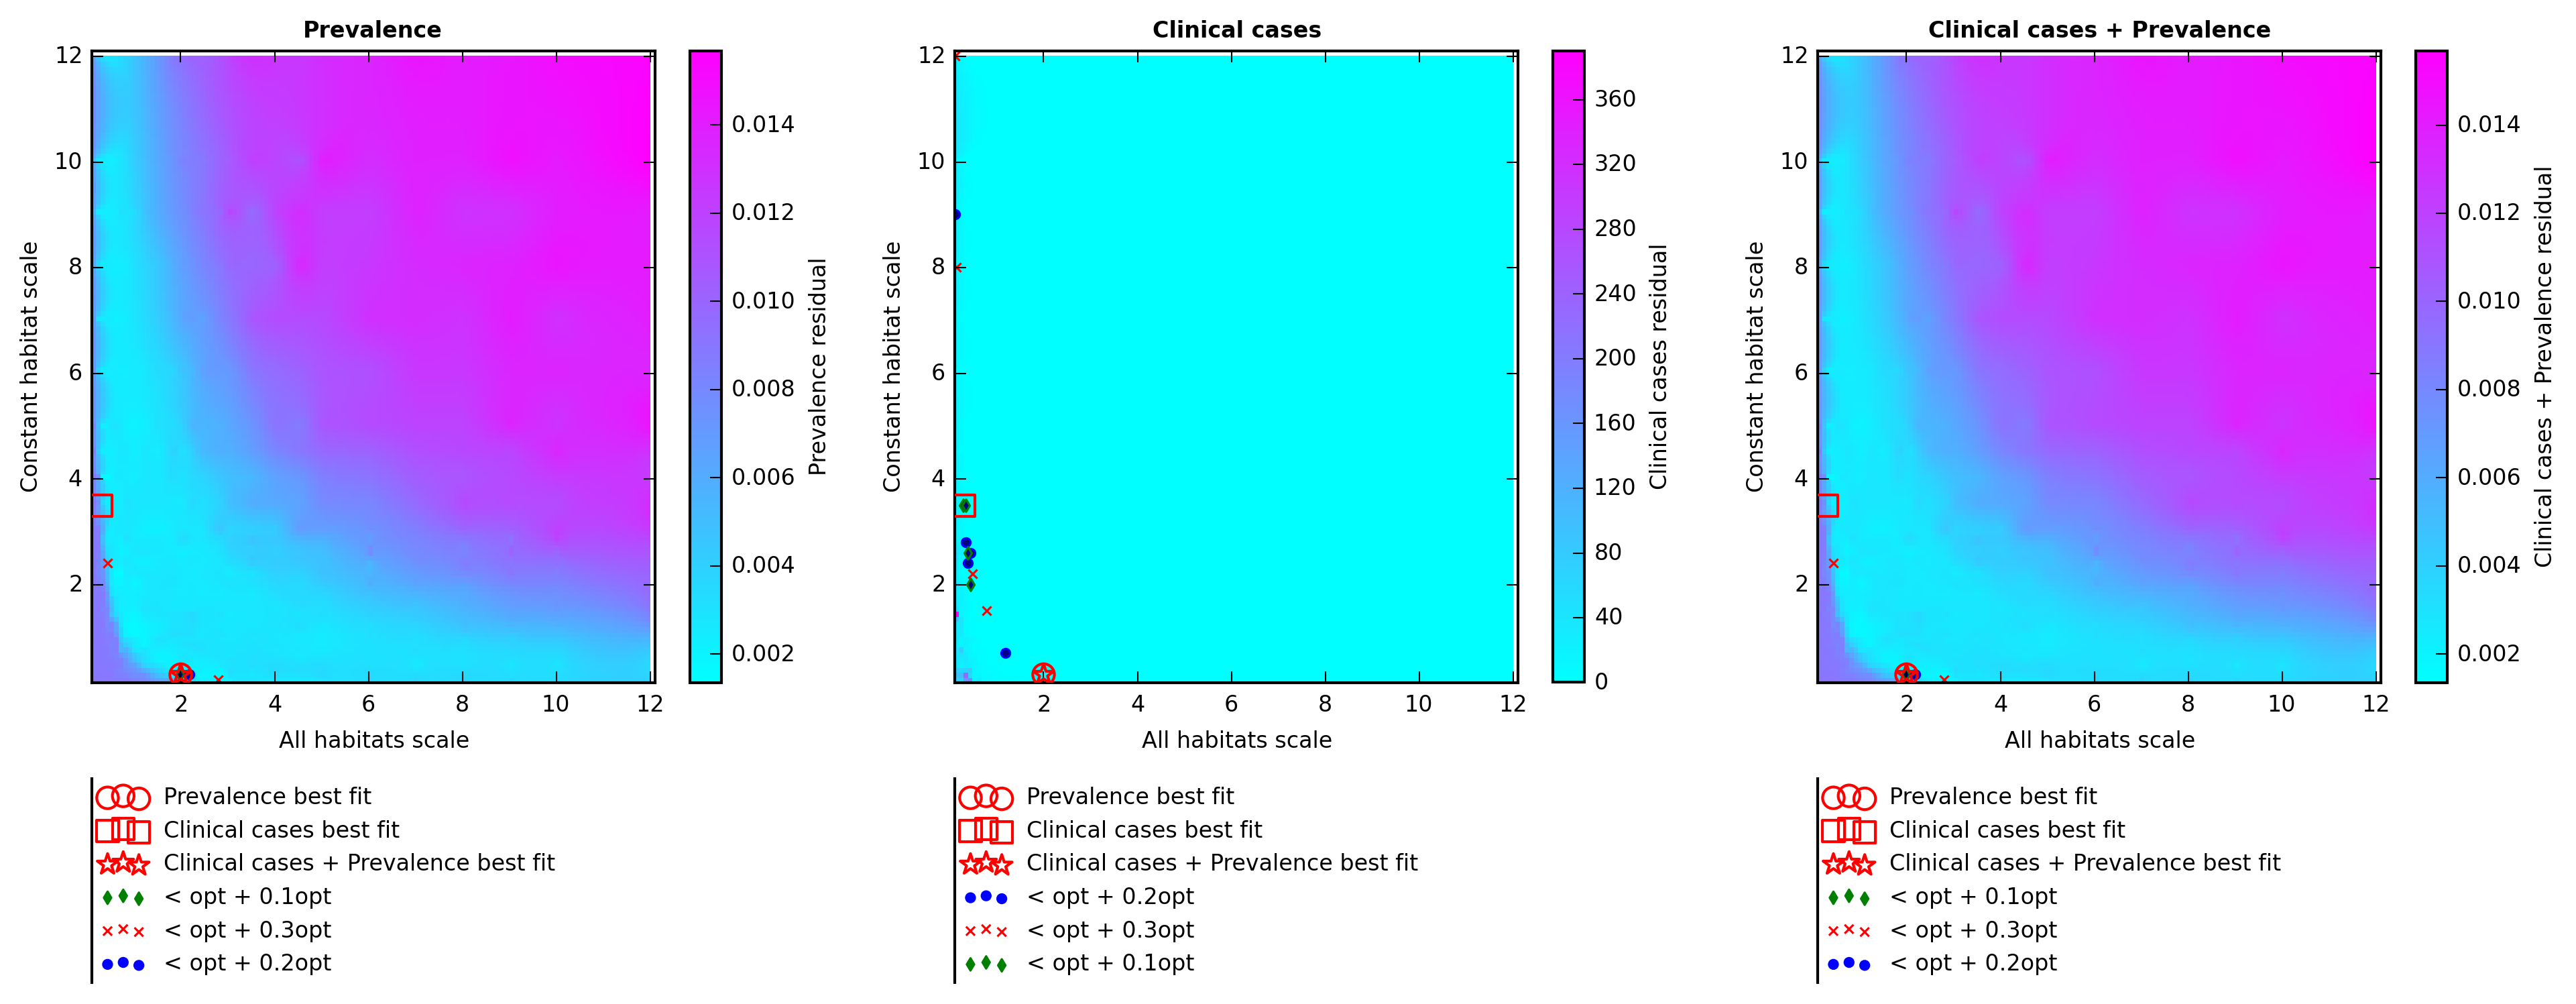 Prevalence
12
10
8
6
4
2
2 4 6 8 10 12
Constant habitat scale
All habitats scale
0.014
0.012
0.010
0.008
0.006
0.004
0.002
Prevalence residual
Prevalence best fit
Clinical cases best fit
Clinical cases + Prevalence best fit
< opt + 0.1opt
< opt + 0.3opt
< opt + 0.2opt
Clinical cases
12
10
8
6
4
2
2 4 6 8 10 12
Constant habitat scale
All habitats scale
360
320
280
240
200
160
120
80
40
0
Clinical cases residual
Prevalence best fit
Clinical cases best fit
Clinical cases + Prevalence best fit
< opt + 0.2opt
< opt + 0.3opt
< opt + 0.1opt
Clinical cases + Prevalence
12
10
8
6
4
2
2 4 6 8 10 12
Constant habitat scale
All habitats scale
0.014
0.012
0.010
0.008
0.006
0.004
0.002
Clinical cases + Prevalence residual
Prevalence best fit
Clinical cases best fit
Clinical cases + Prevalence best fit
< opt + 0.1opt
< opt + 0.3opt
< opt + 0.2opt